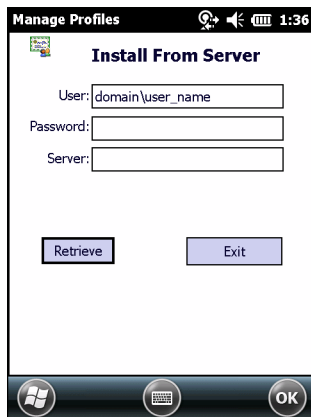 Manage Profiles 1:36
Install From Server
User: domain\user_name
Password:
Server:
Retrieve Exit
OK